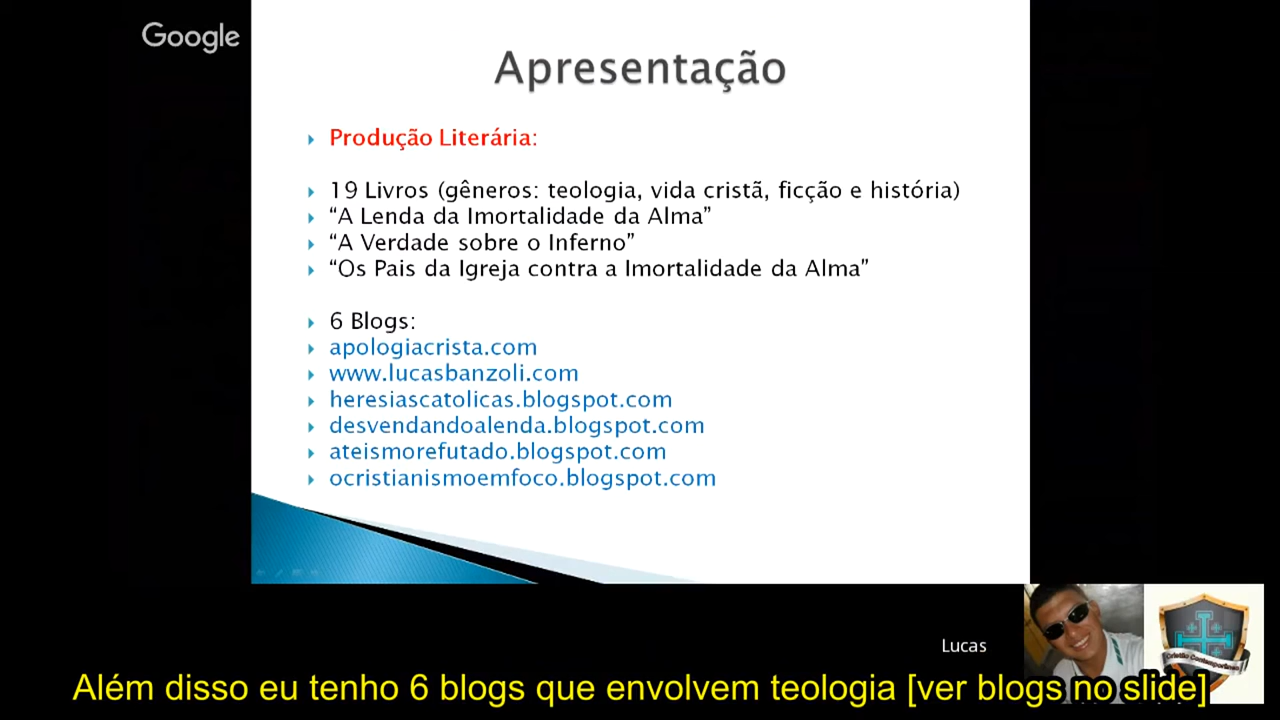 Google
Apresentação
Produção Literária:
19 Livros (gêneros: teologia, vida cristã, ficção e história)
“A Lenda da Imortalidade da Alma”
“A Verdade sobre o Inferno”
“Os Pais da Igreja contra a Imortalidade da Alma”
6 Blogs:
apologiacrista.com
www.lucasbanzoli.com
heresiascatolicas.blogspot.com
desvendandoalenda.blogspot.com
ateismorefutado.blogspot.com
ocristianismoemfoco.blogspot.com
Lucas
Cristão Contemporâneo
Além disso eu tenho 6 blogs que envolvem teologia [ver blogs no slide]